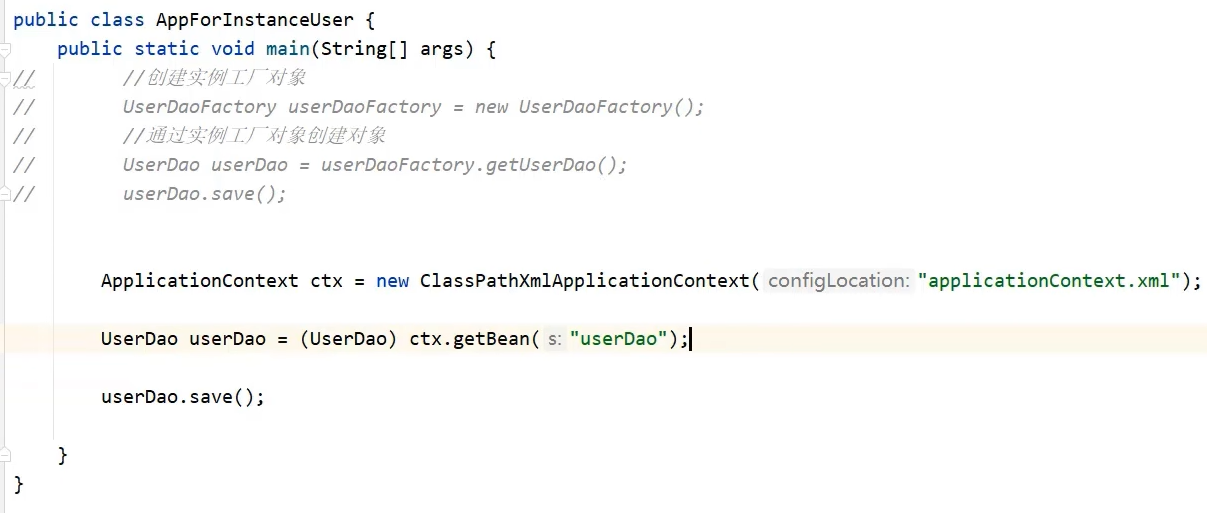 public class AppForInstanceUser {
public static void main(String[] args) {
// //创建实例工厂对象
// UserDaoFactory userDaoFactory = new UserDaoFactory();
// //通过实例工厂对象创建对象
// UserDao userDao = userDaoFactory.getUserDao();
// userDao.save();
ApplicationContext ctx = new ClassPathXmlApplicationContext( configLocation: "applicationContext.xml");
UserDao userDao = (UserDao) ctx.getBean( s: "userDao");
userDao.save();
}
}